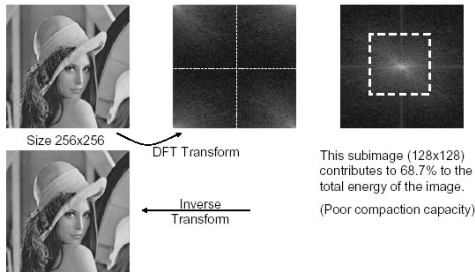 Size 256x256
DFT Transform
This subimage (128x128)
contributes to 68.7% to the
total energy of the image.
(Poor compaction capacity)
Inverse
Transform